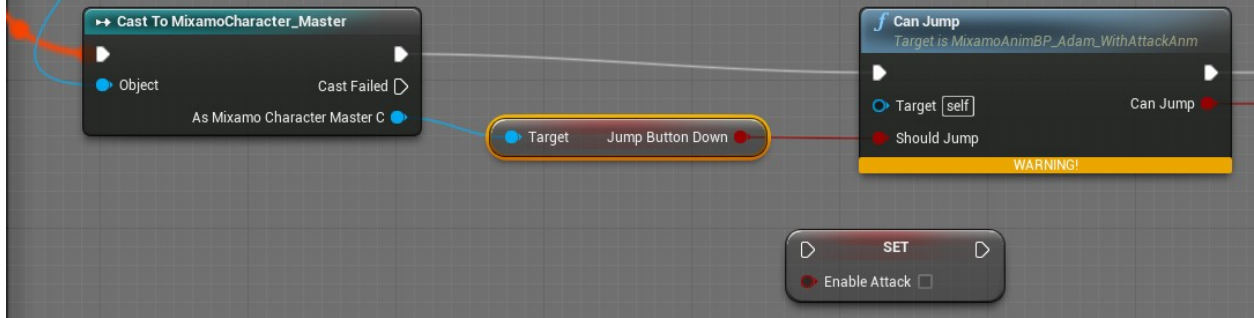 Cast To MixamoCharacter_Master
Object
Cast Failed
As Mixamo Character Master C
Target
Jump Button Down
f Can Jump
Target is MixamoAnimBP_Adam_WithAttackAnm
Target self
Can Jump
Should Jump
WARNING!
SET
Enable Attack